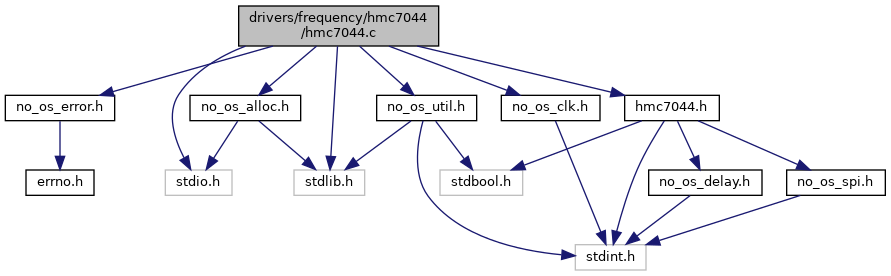 drivers/frequency/hmc7044
/hmc7044.c
no_os_error.h
no_os_alloc.h
no_os_util.h
no_os_clk.h
hmc7044.h
errno.h
stdio.h
stdlib.h
stdbool.h
no_os_delay.h
no_os_spi.h
stdint.h